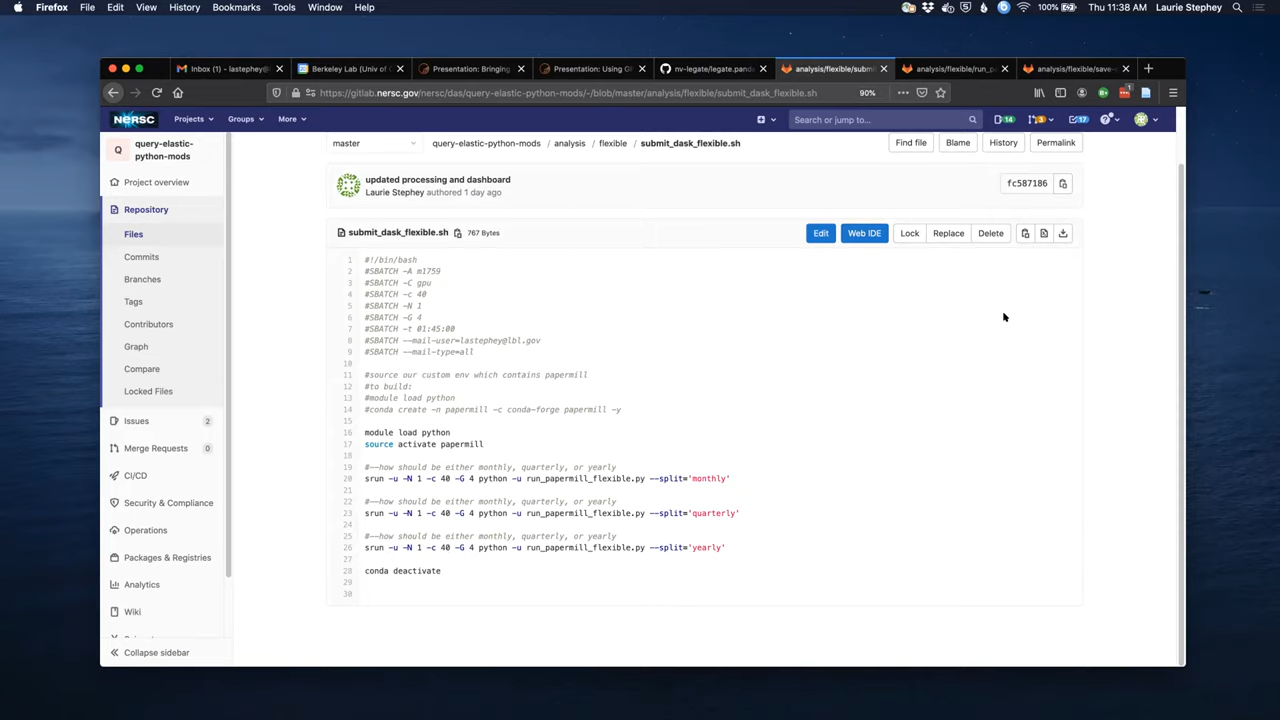 Firefox File Edit View History Bookmarks Tools Window Help 100% Thu 11:38 AM Laurie Stephey
Inbox (1) - lastephey@l Berkeley Lab (Univ of C Presentation: Bringing Presentation: Using GP nv-legate/legate.panda analysis/flexible/submi analysis/flexible/run_p analysis/flexible/save-
https://gitlab.nersc.gov/nersc/das/query-elastic-python-mods/-/blob/master/analysis/flexible/submit_dask_flexible.sh 90%
NERSC Projects Groups More Search or jump to... 14 3 17
Q query-elastic-python-mods
master query-elastic-python-mods / analysis / flexible / submit_dask_flexible.sh Find file Blame History Permalink
Project overview
Repository
Files
Commits
Branches
Tags
Contributors
Graph
Compare
Locked Files
Issues 2
Merge Requests 0
CI/CD
Security & Compliance
Operations
Packages & Registries
Analytics
Wiki
Collapse sidebar
updated processing and dashboard
Laurie Stephey authored 1 day ago
fc587186
submit_dask_flexible.sh 767 Bytes Edit Web IDE Lock Replace Delete
1 #!/bin/bash
2 #SBATCH -A m1759
3 #SBATCH -C gpu
4 #SBATCH -c 40
5 #SBATCH -N 1
6 #SBATCH -G 4
7 #SBATCH -t 01:45:00
8 #SBATCH --mail-user=lastephey@lbl.gov
9 #SBATCH --mail-type=all
10
11 #source our custom env which contains papermill
12 #to build:
13 #module load python
14 #conda create -n papermill -c conda-forge papermill -y
15
16 module load python
17 source activate papermill
18
19 #--how should be either monthly, quarterly, or yearly
20 srun -u -N 1 -c 40 -G 4 python -u run_papermill_flexible.py --split='monthly'
21
22 #--how should be either monthly, quarterly, or yearly
23 srun -u -N 1 -c 40 -G 4 python -u run_papermill_flexible.py --split='quarterly'
24
25 #--how should be either monthly, quarterly, or yearly
26 srun -u -N 1 -c 40 -G 4 python -u run_papermill_flexible.py --split='yearly'
27
28 conda deactivate
29
30